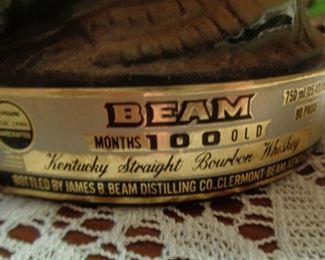 BEAM
MONTHS 100 OLD
Kentucky Straight Bourbon Whiskey
BOTTLED BY JAMES B. BEAM DISTILLING CO., CLERMONT BEAM
750 ml
80 PROOF